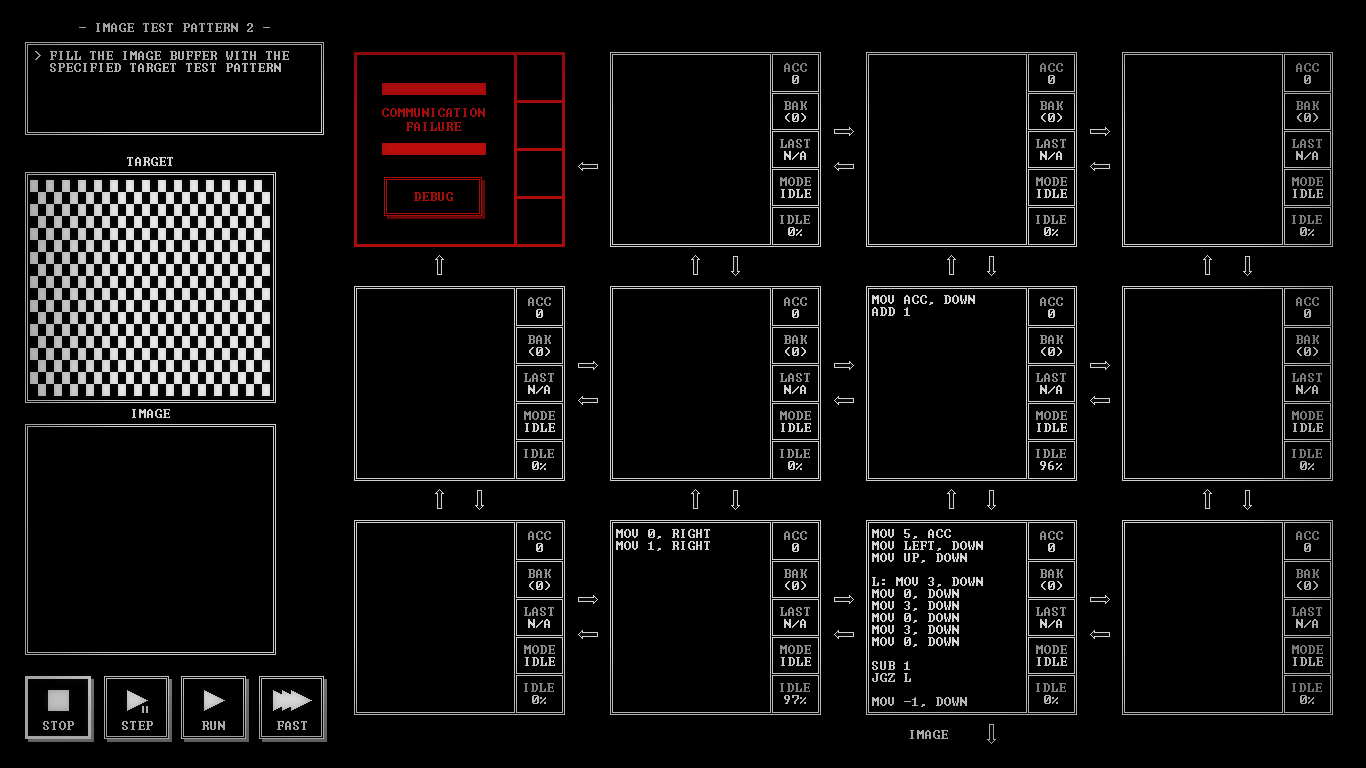 - IMAGE TEST PATTERN 2 -
> FILL THE IMAGE BUFFER WITH THE
SPECIFIED TARGET TEST PATTERN
TARGET
IMAGE
STOP
STEP
RUN
FAST
COMMUNICATION
FAILURE
DEBUG
ACC
0
BAK
(0)
LAST
N/A
MODE
IDLE
IDLE
0%
ACC
0
BAK
(0)
LAST
N/A
MODE
IDLE
IDLE
0%
ACC
0
BAK
(0)
LAST
N/A
MODE
IDLE
IDLE
0%
ACC
0
BAK
(0)
LAST
N/A
MODE
IDLE
IDLE
0%
ACC
0
BAK
(0)
LAST
N/A
MODE
IDLE
IDLE
0%
MOV ACC, DOWN
ADD 1
ACC
0
BAK
(0)
LAST
N/A
MODE
IDLE
IDLE
96%
ACC
0
BAK
(0)
LAST
N/A
MODE
IDLE
IDLE
0%
ACC
0
BAK
(0)
LAST
N/A
MODE
IDLE
IDLE
0%
MOV 0, RIGHT
MOV 1, RIGHT
ACC
0
BAK
(0)
LAST
N/A
MODE
IDLE
IDLE
97%
MOV 5, ACC
MOV LEFT, DOWN
MOV UP, DOWN
L: MOV 3, DOWN
MOV 0, DOWN
MOV 3, DOWN
MOV 0, DOWN
MOV 3, DOWN
MOV 0, DOWN
SUB 1
JGZ L
MOV -1, DOWN
ACC
0
BAK
(0)
LAST
N/A
MODE
IDLE
IDLE
0%
ACC
0
BAK
(0)
LAST
N/A
MODE
IDLE
IDLE
0%
IMAGE